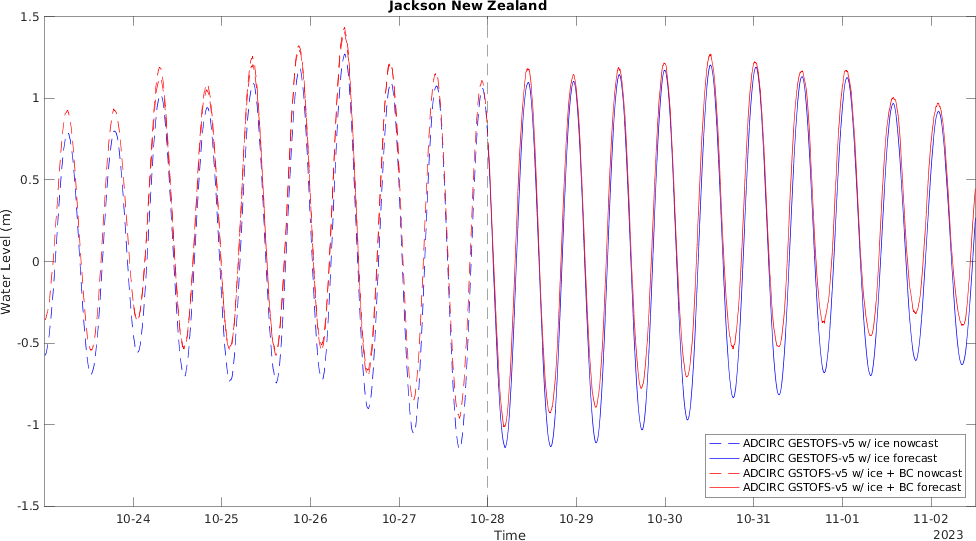 Jackson New Zealand
1.5
1
0.5
0
-0.5
-1
-1.5
Water Level (m)
10-24 10-25 10-26 10-27 10-28 10-29 10-30 10-31 11-01 11-02
Time
2023
ADCIRC GESTOFS-v5 w/ ice nowcast
ADCIRC GESTOFS-v5 w/ ice forecast
ADCIRC GSTOFS-v5 w/ ice + BC nowcast
ADCIRC GSTOFS-v5 w/ ice + BC forecast